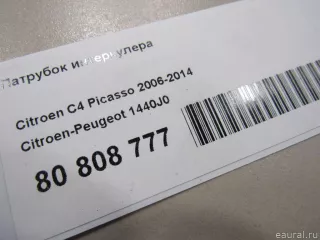 Патрубок интеркулера
Citroen C4 Picasso 2006-2014
Citroen-Peugeot 1440J0
80 808 777
eaural.ru